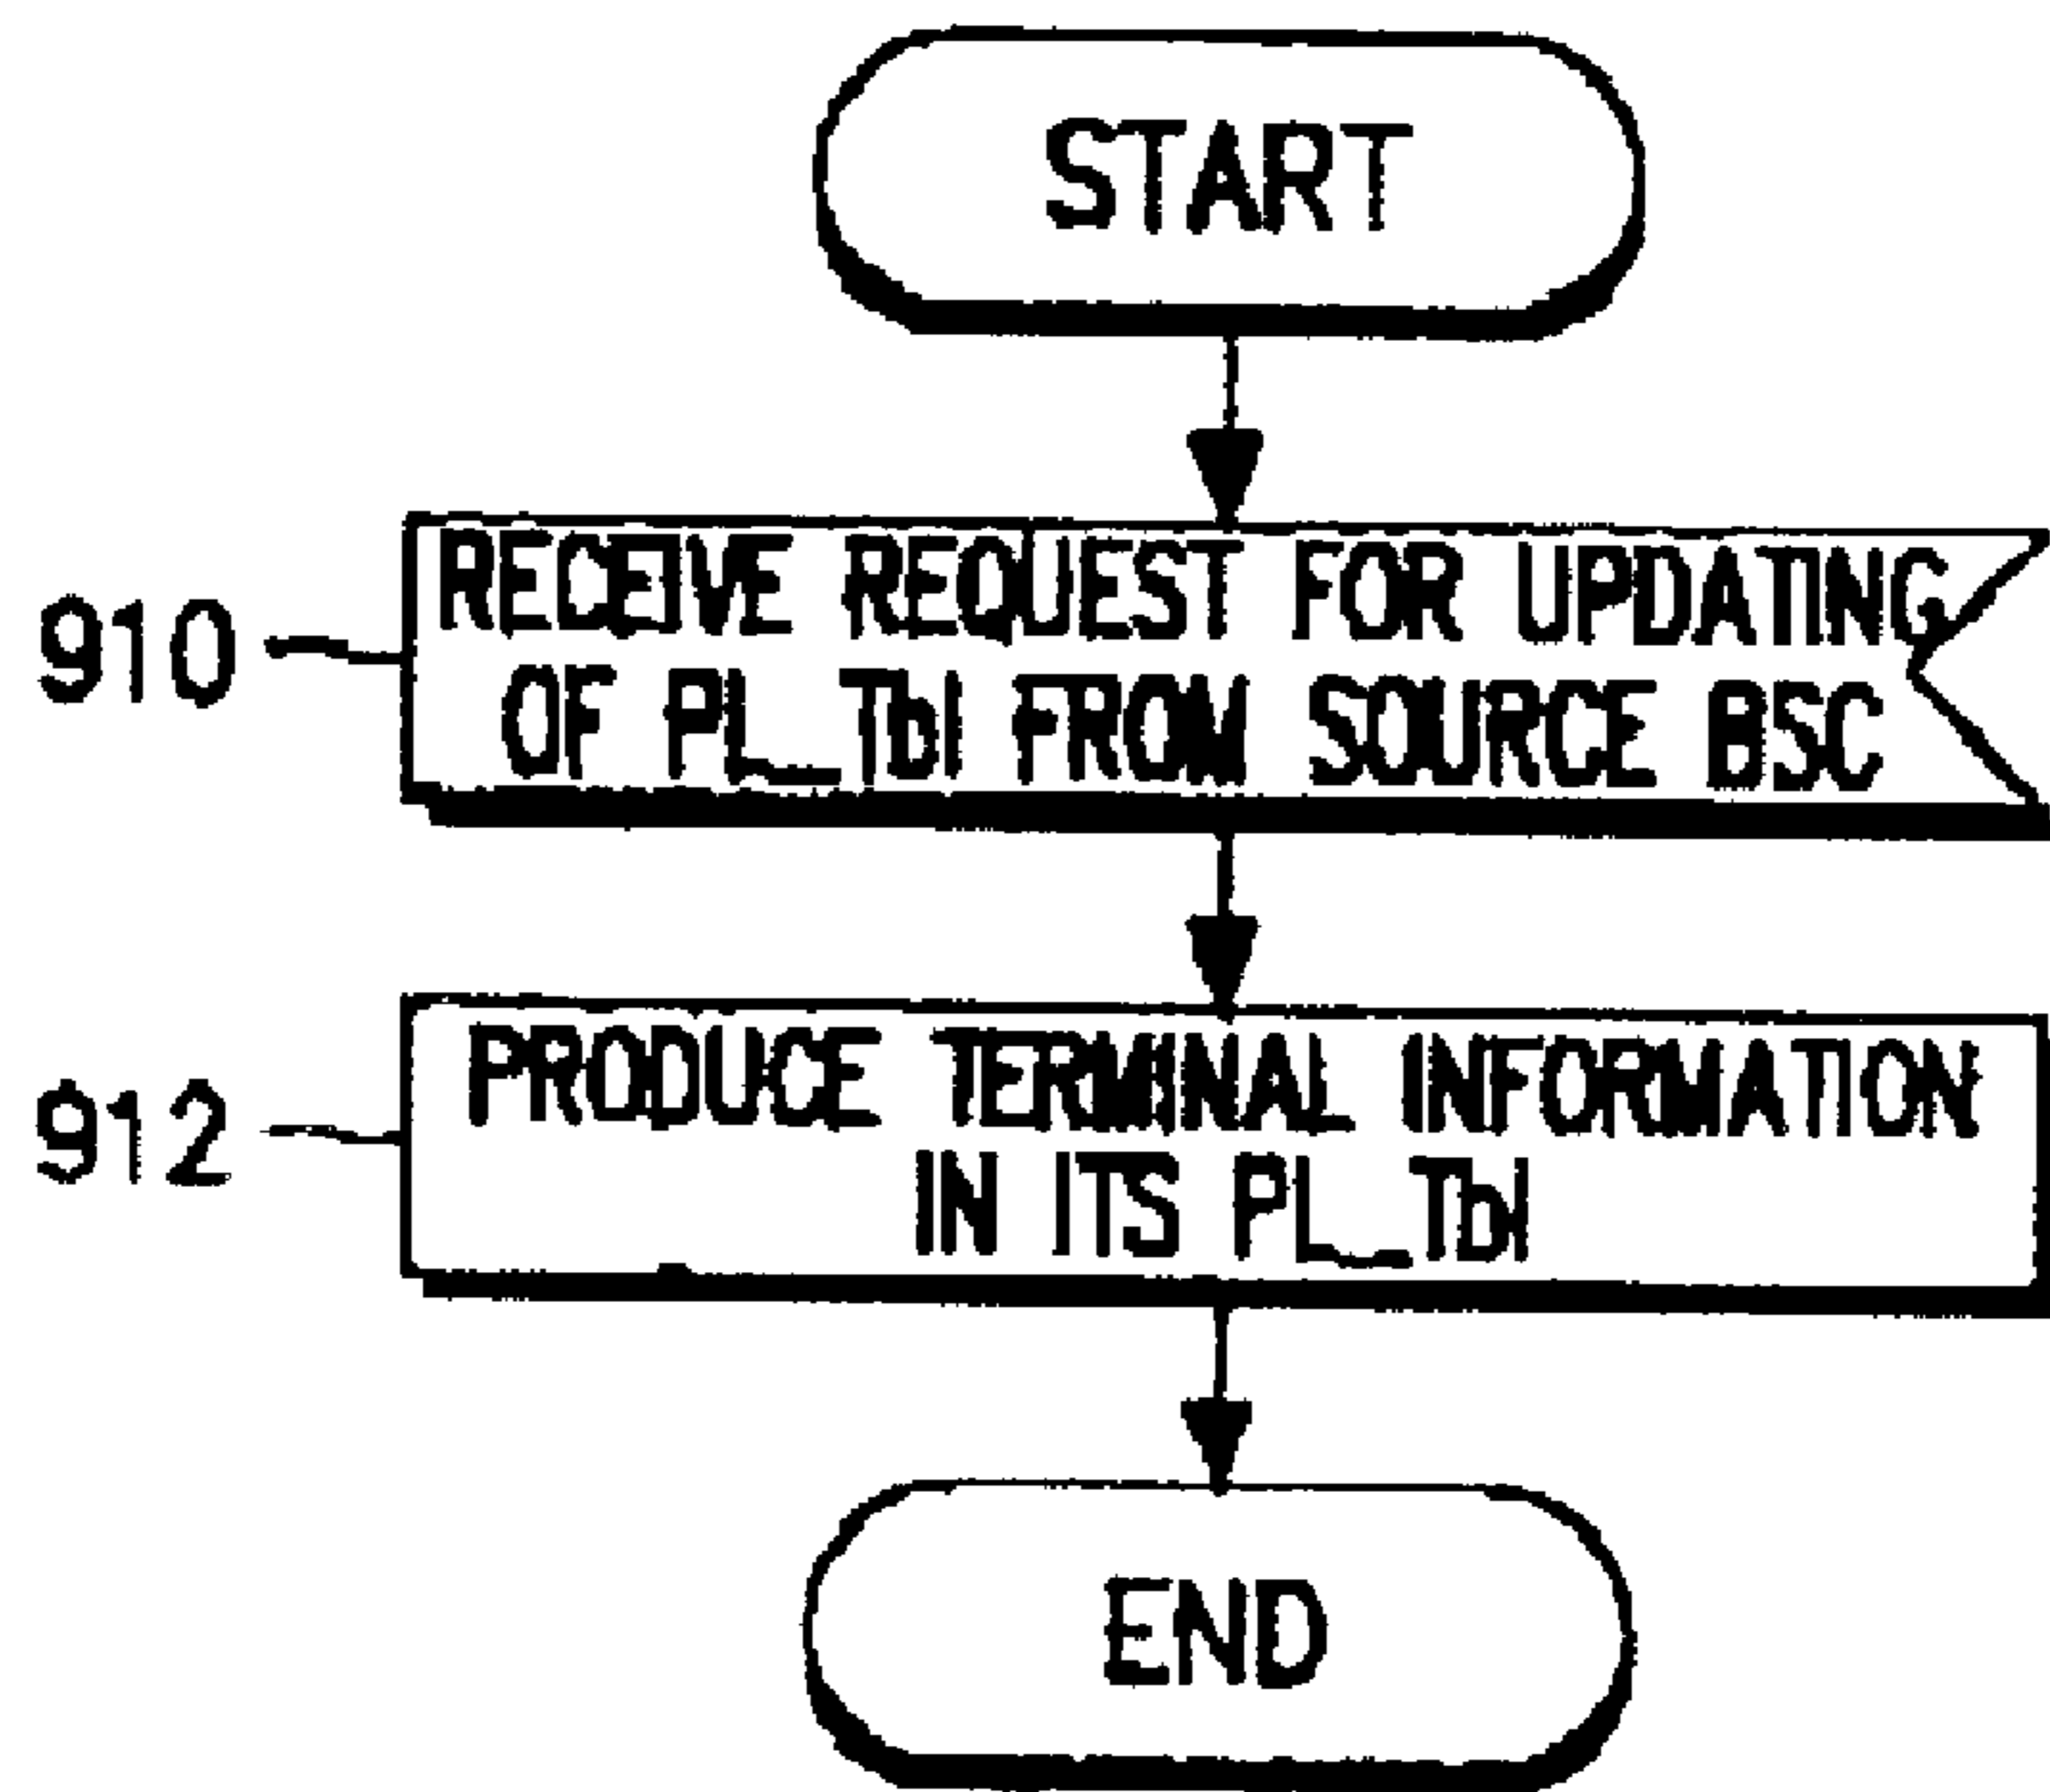 START
910
RECEIVE REQUEST FOR UPDATING
OF PL_Tbl FROM SOURCE BSC
912
PRODUCE TERMINAL INFORMATION
IN ITS PL_Tbl
END